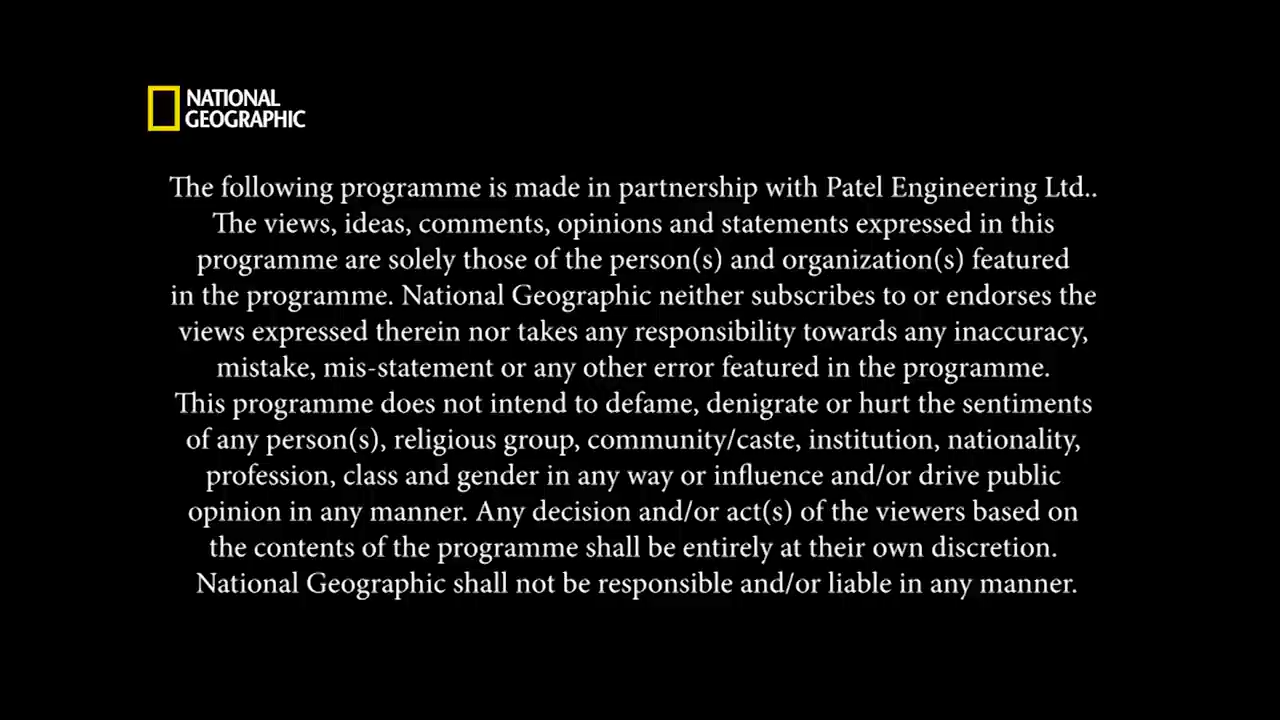 NATIONAL
GEOGRAPHIC
The following programme is made in partnership with Patel Engineering Ltd..
The views, ideas, comments, opinions and statements expressed in this
programme are solely those of the person(s) and organization(s) featured
in the programme. National Geographic neither subscribes to or endorses the
views expressed therein nor takes any responsibility towards any inaccuracy,
mistake, mis-statement or any other error featured in the programme.
This programme does not intend to defame, denigrate or hurt the sentiments
of any person(s), religious group, community/caste, institution, nationality,
profession, class and gender in any way or influence and/or drive public
opinion in any manner. Any decision and/or act(s) of the viewers based on
the contents of the programme shall be entirely at their own discretion.
National Geographic shall not be responsible and/or liable in any manner.